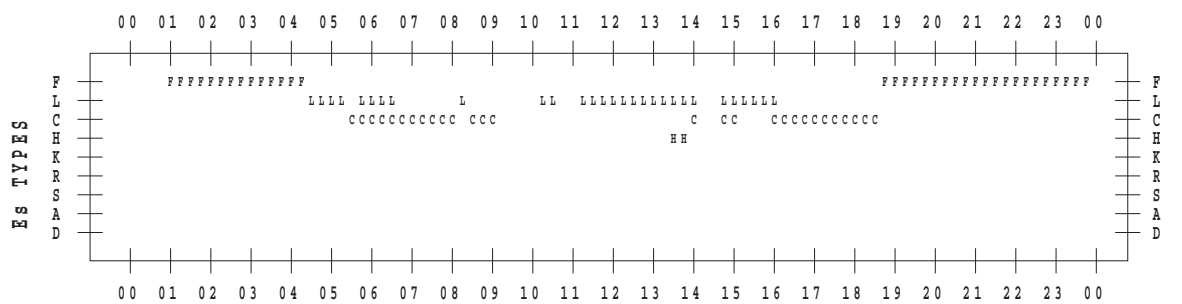 00 01 02 03 04 05 06 07 08 09 10 11 12 13 14 15 16 17 18 19 20 21 22 23 00
F FFFFFFFFFFFFFF FFFFFFFFFFFFFFFFFFFFF F
L LLLL LLLL L LL LLLLLLLLLLLL LLLLLL L
C CCCCCCCCCCC CCC C CC CCCCCCCCCCC C
H HH H
K K
R R
S S
A A
D D
Es TYPES
00 01 02 03 04 05 06 07 08 09 10 11 12 13 14 15 16 17 18 19 20 21 22 23 00